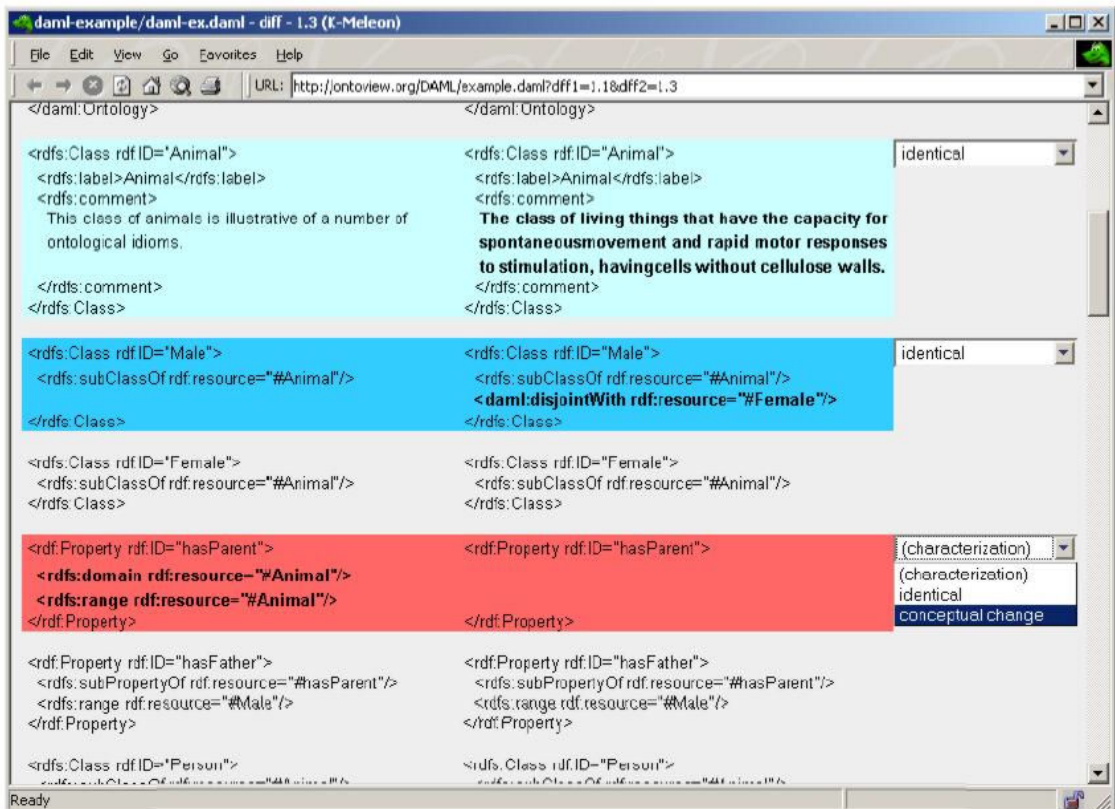 daml-example/daml-ex.daml - diff - 1.3 (K-Meleon)
File Edit View Go Favorites Help
URL: http://ontoview.org/DAML/example.daml?diff1=1.1&diff2=1.3
</daml:Ontology> </daml:Ontology>
<rdfs:Class rdf:ID="Animal"> <rdfs:Class rdf:ID="Animal"> identical
<rdfs:label>Animal</rdfs:label> <rdfs:label>Animal</rdfs:label>
<rdfs:comment> <rdfs:comment>
This class of animals is illustrative of a number of The class of living things that have the capacity for
ontological idioms. spontaneousmovement and rapid motor responses
to stimulation, havingcells without cellulose walls.
</rdfs:comment> </rdfs:comment>
</rdfs:Class> </rdfs:Class>
<rdfs:Class rdf:ID="Male"> <rdfs:Class rdf:ID="Male"> identical
<rdfs:subClassOf rdf:resource="#Animal"/> <rdfs:subClassOf rdf:resource="#Animal"/>
<daml:disjointWith rdf:resource="#Female"/>
</rdfs:Class> </rdfs:Class>
<rdfs:Class rdf:ID="Female"> <rdfs:Class rdf:ID="Female">
<rdfs:subClassOf rdf:resource="#Animal"/> <rdfs:subClassOf rdf:resource="#Animal"/>
</rdfs:Class> </rdfs:Class>
<rdf:Property rdf:ID="hasParent"> <rdf:Property rdf:ID="hasParent"> (characterization)
<rdfs:domain rdf:resource="#Animal"/> (characterization)
<rdfs:range rdf:resource="#Animal"/> identical
</rdf:Property> </rdf:Property> conceptual change
<rdf:Property rdf:ID="hasFather"> <rdf:Property rdf:ID="hasFather">
<rdfs:subPropertyOf rdf:resource="#hasParent"/> <rdfs:subPropertyOf rdf:resource="#hasParent"/>
<rdfs:range rdf:resource="#Male"/> <rdfs:range rdf:resource="#Male"/>
</rdf:Property> </rdf:Property>
<rdfs:Class rdf:ID="Person"> <rdfs:Class rdf:ID="Person">
Ready